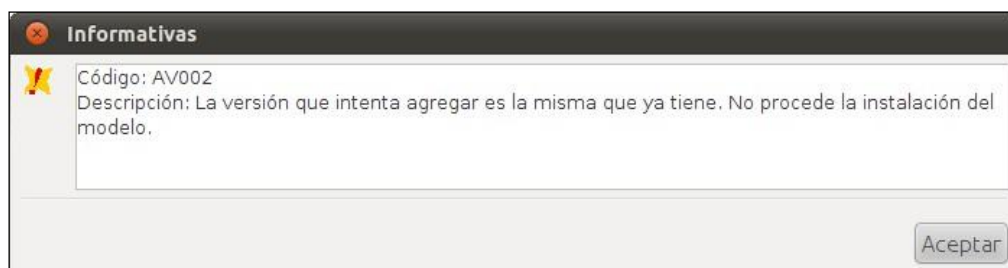 Informativas
Código: AV002
Descripción: La versión que intenta agregar es la misma que ya tiene. No procede la instalación del
modelo.
Aceptar